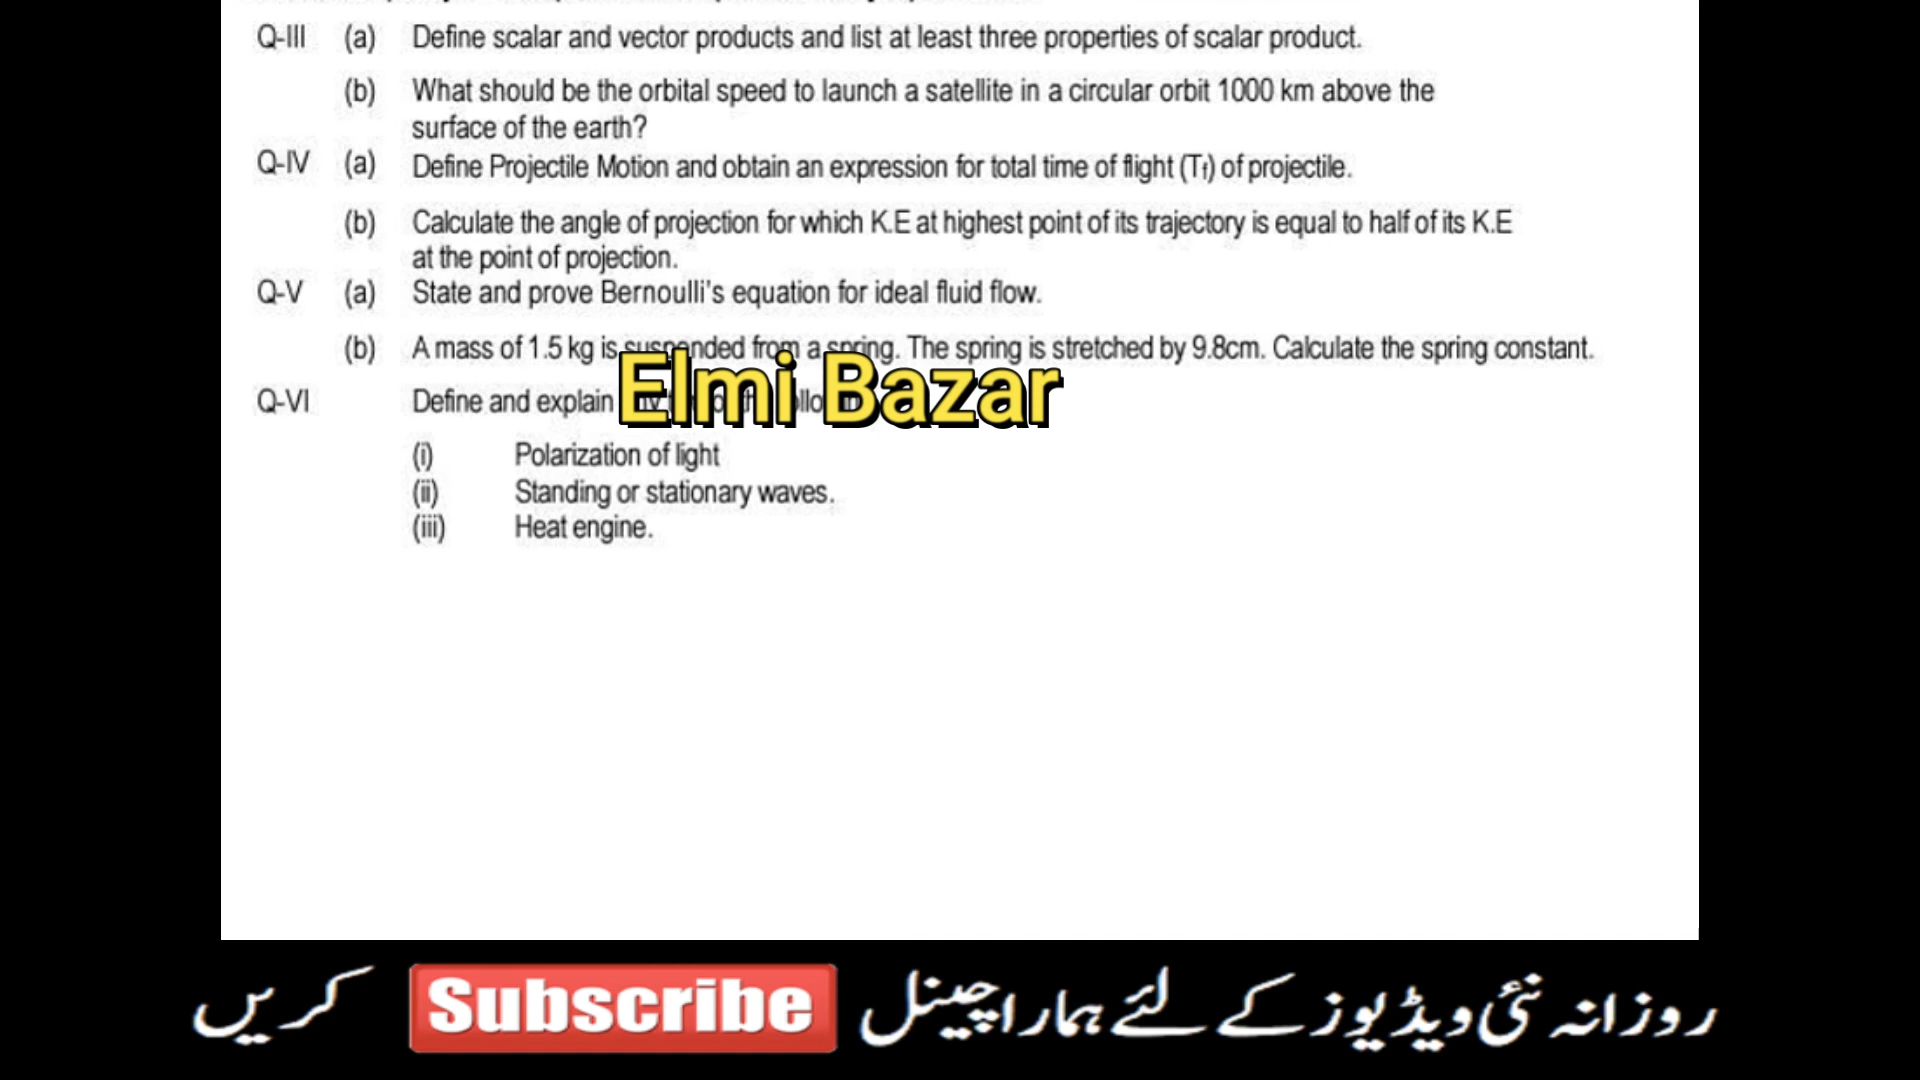 Q-III (a) Define scalar and vector products and list at least three properties of scalar product.
(b) What should be the orbital speed to launch a satellite in a circular orbit 1000 km above the
surface of the earth?
Q-IV (a) Define Projectile Motion and obtain an expression for total time of flight (Tf) of projectile.
(b) Calculate the angle of projection for which K.E at highest point of its trajectory is equal to half of its K.E
at the point of projection.
Q-V (a) State and prove Bernoulli's equation for ideal fluid flow.
(b) A mass of 1.5 kg is suspended from a spring. The spring is stretched by 9.8cm. Calculate the spring constant.
Elmi Bazar
Q-VI Define and explain
(i) Polarization of light
(ii) Standing or stationary waves.
(iii) Heat engine.
روزانہ نئی ویڈیوز کے لئے ہمارا چینل Subscribe کریں